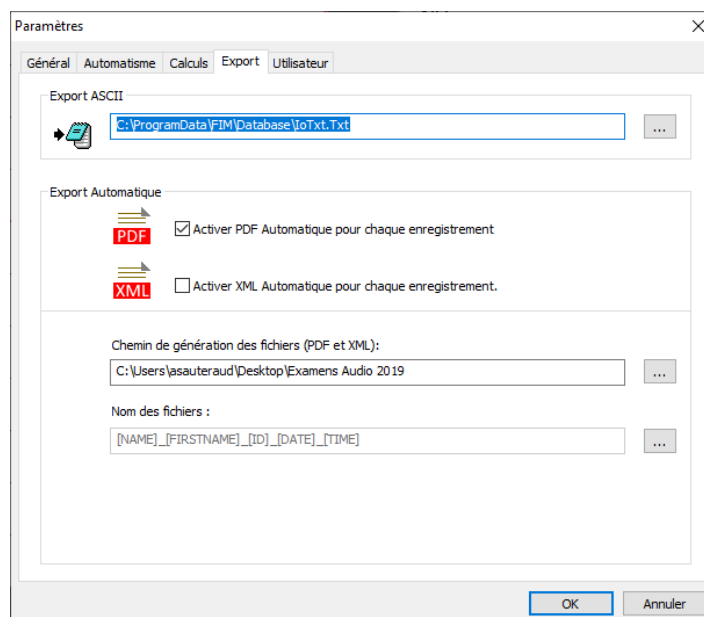 Paramètres
Général Automatisme Calculs Export Utilisateur
Export ASCII
C:\ProgramData\FIM\Database\IoTxt.Txt
...
Export Automatique
PDF
Activer PDF Automatique pour chaque enregistrement
XML
Activer XML Automatique pour chaque enregistrement.
Chemin de génération des fichiers (PDF et XML):
C:\Users\asauteraud\Desktop\Examens Audio 2019
...
Nom des fichiers :
[NAME]_[FIRSTNAME]_[ID]_[DATE]_[TIME]
...
OK Annuler